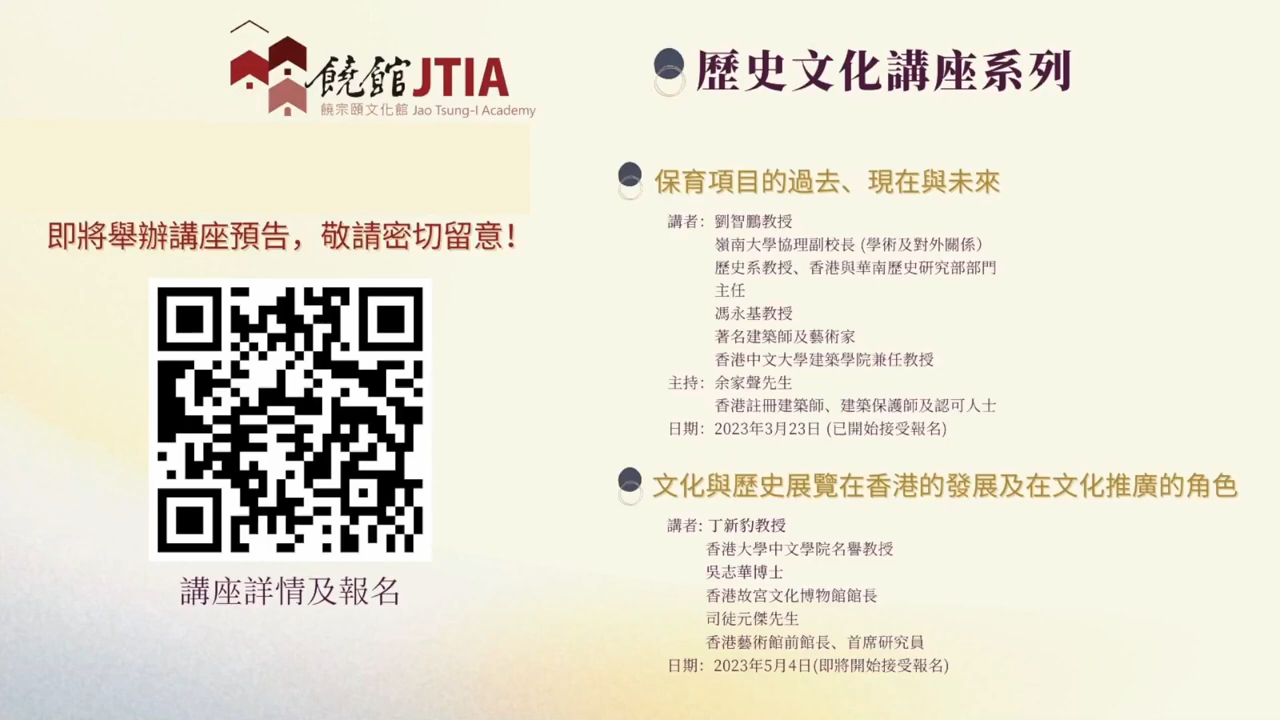 饒館JTIA
饒宗頤文化館 Jao Tsung-I Academy
即將舉辦講座預告，敬請密切留意！
講座詳情及報名
歷史文化講座系列
保育項目的過去、現在與未來
講者：劉智鵬教授
嶺南大學協理副校長 (學術及對外關係）
歷史系教授、香港與華南歷史研究部部門
主任
馮永基教授
著名建築師及藝術家
香港中文大學建築學院兼任教授
主持：余家聲先生
香港註冊建築師、建築保護師及認可人士
日期：2023年3月23日 (已開始接受報名)
文化與歷史展覽在香港的發展及在文化推廣的角色
講者: 丁新豹教授
香港大學中文學院名譽教授
吳志華博士
香港故宮文化博物館館長
司徒元傑先生
香港藝術館前館長、首席研究員
日期：2023年5月4日(即將開始接受報名)